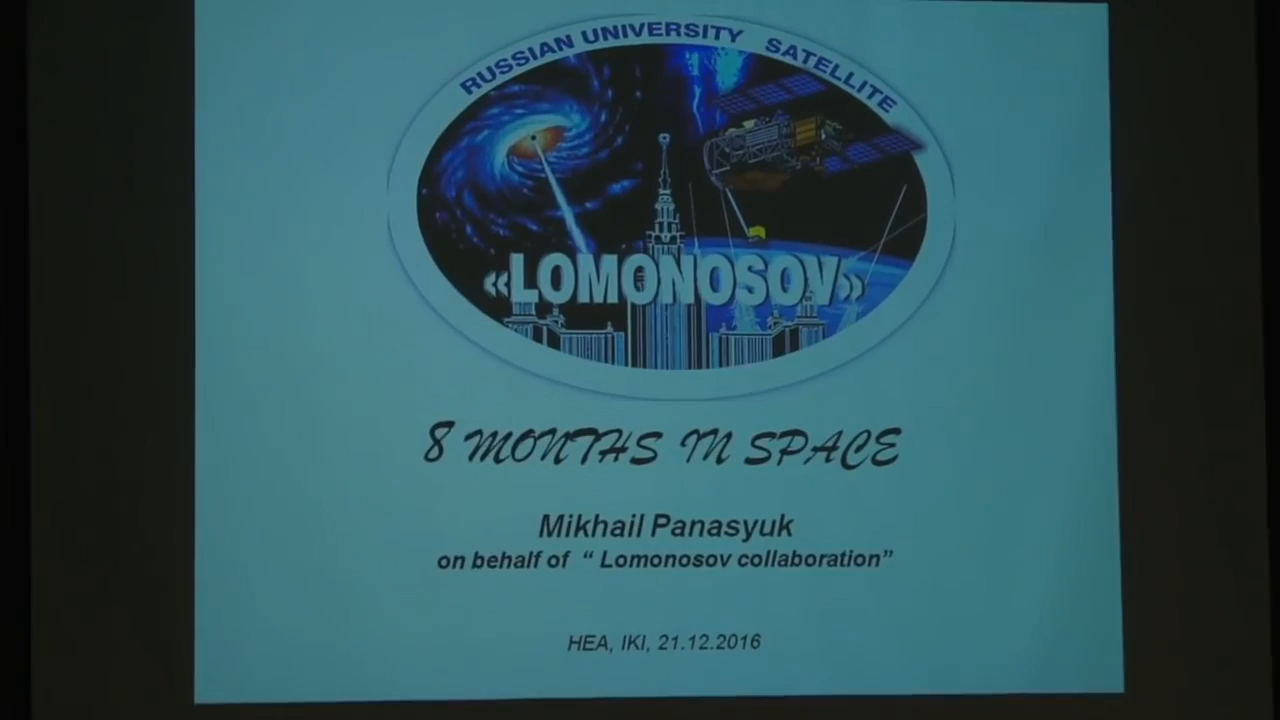 RUSSIAN UNIVERSITY SATELLITE
«LOMONOSOV»
8 MONTHS IN SPACE
Mikhail Panasyuk
on behalf of “ Lomonosov collaboration”
HEA, IKI, 21.12.2016